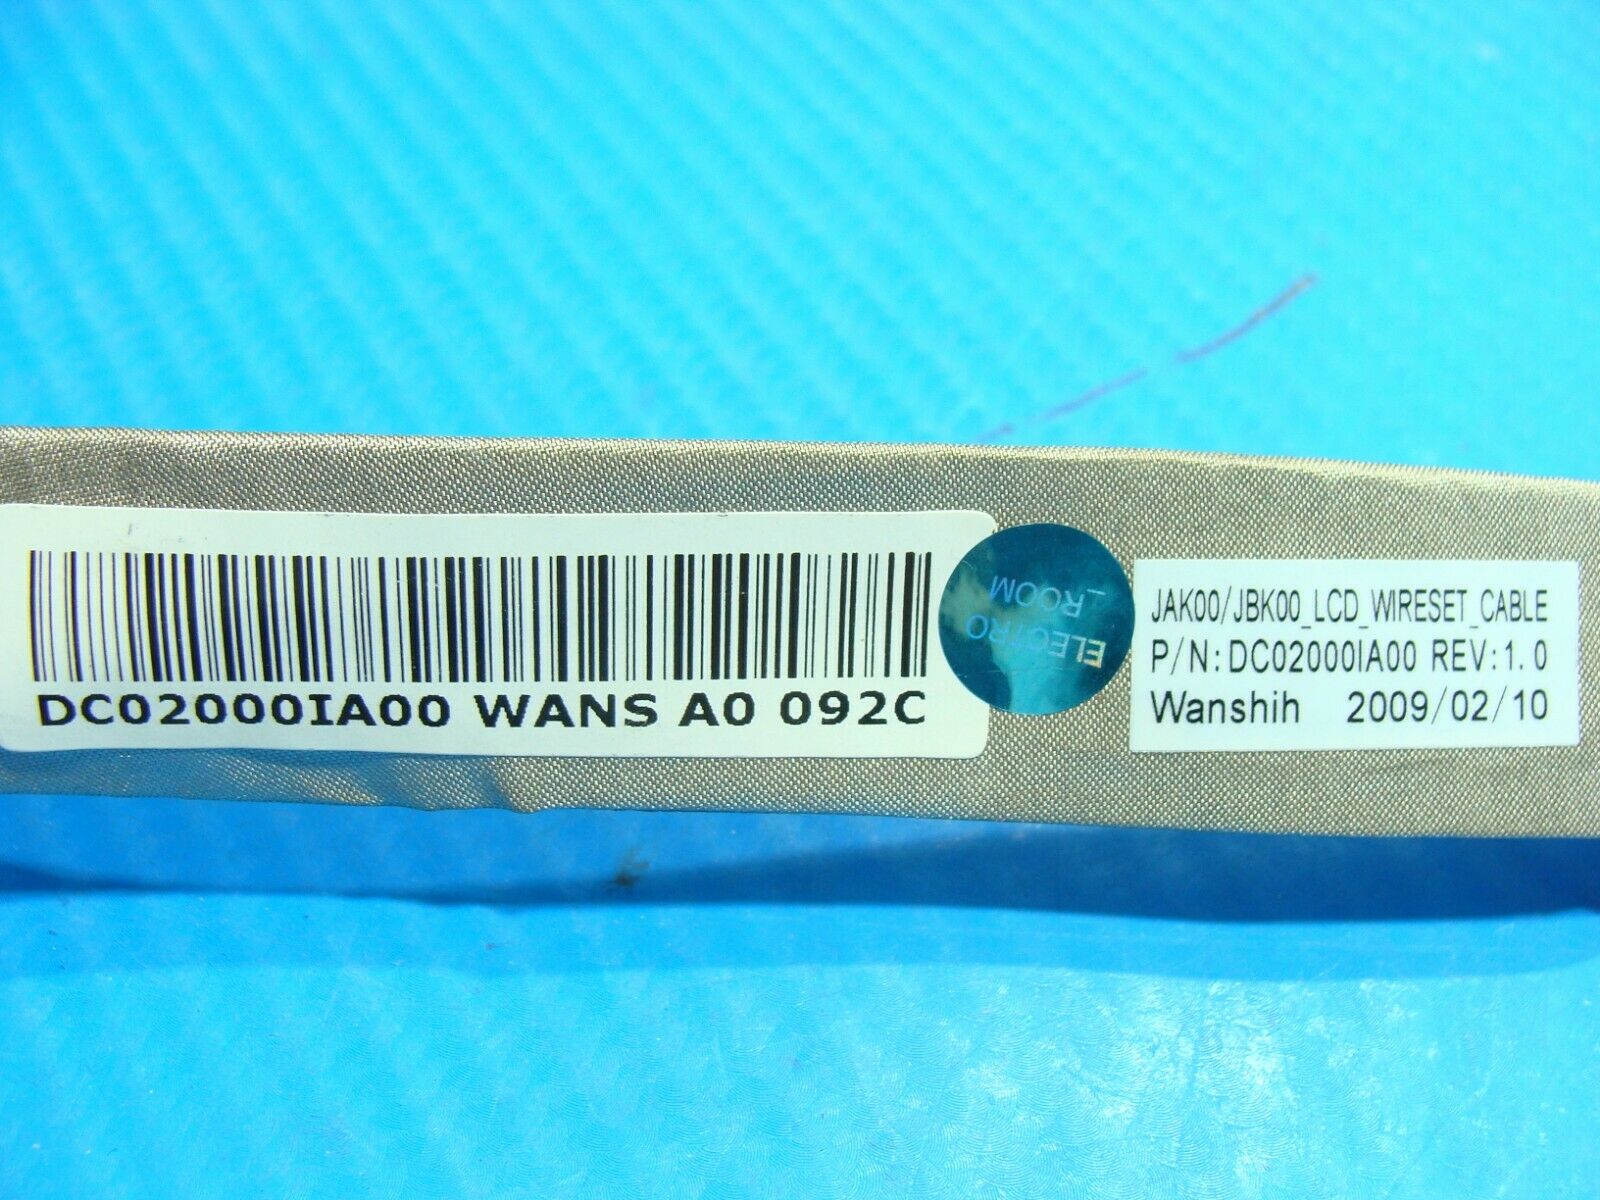 DC02000IA00 WANS A0 092C
ELECTRO
_ROOM
JAK00/JBK00_LCD_WIRESET_CABLE
P/N:DC02000IA00 REV:1.0
Wanshih 2009/02/10